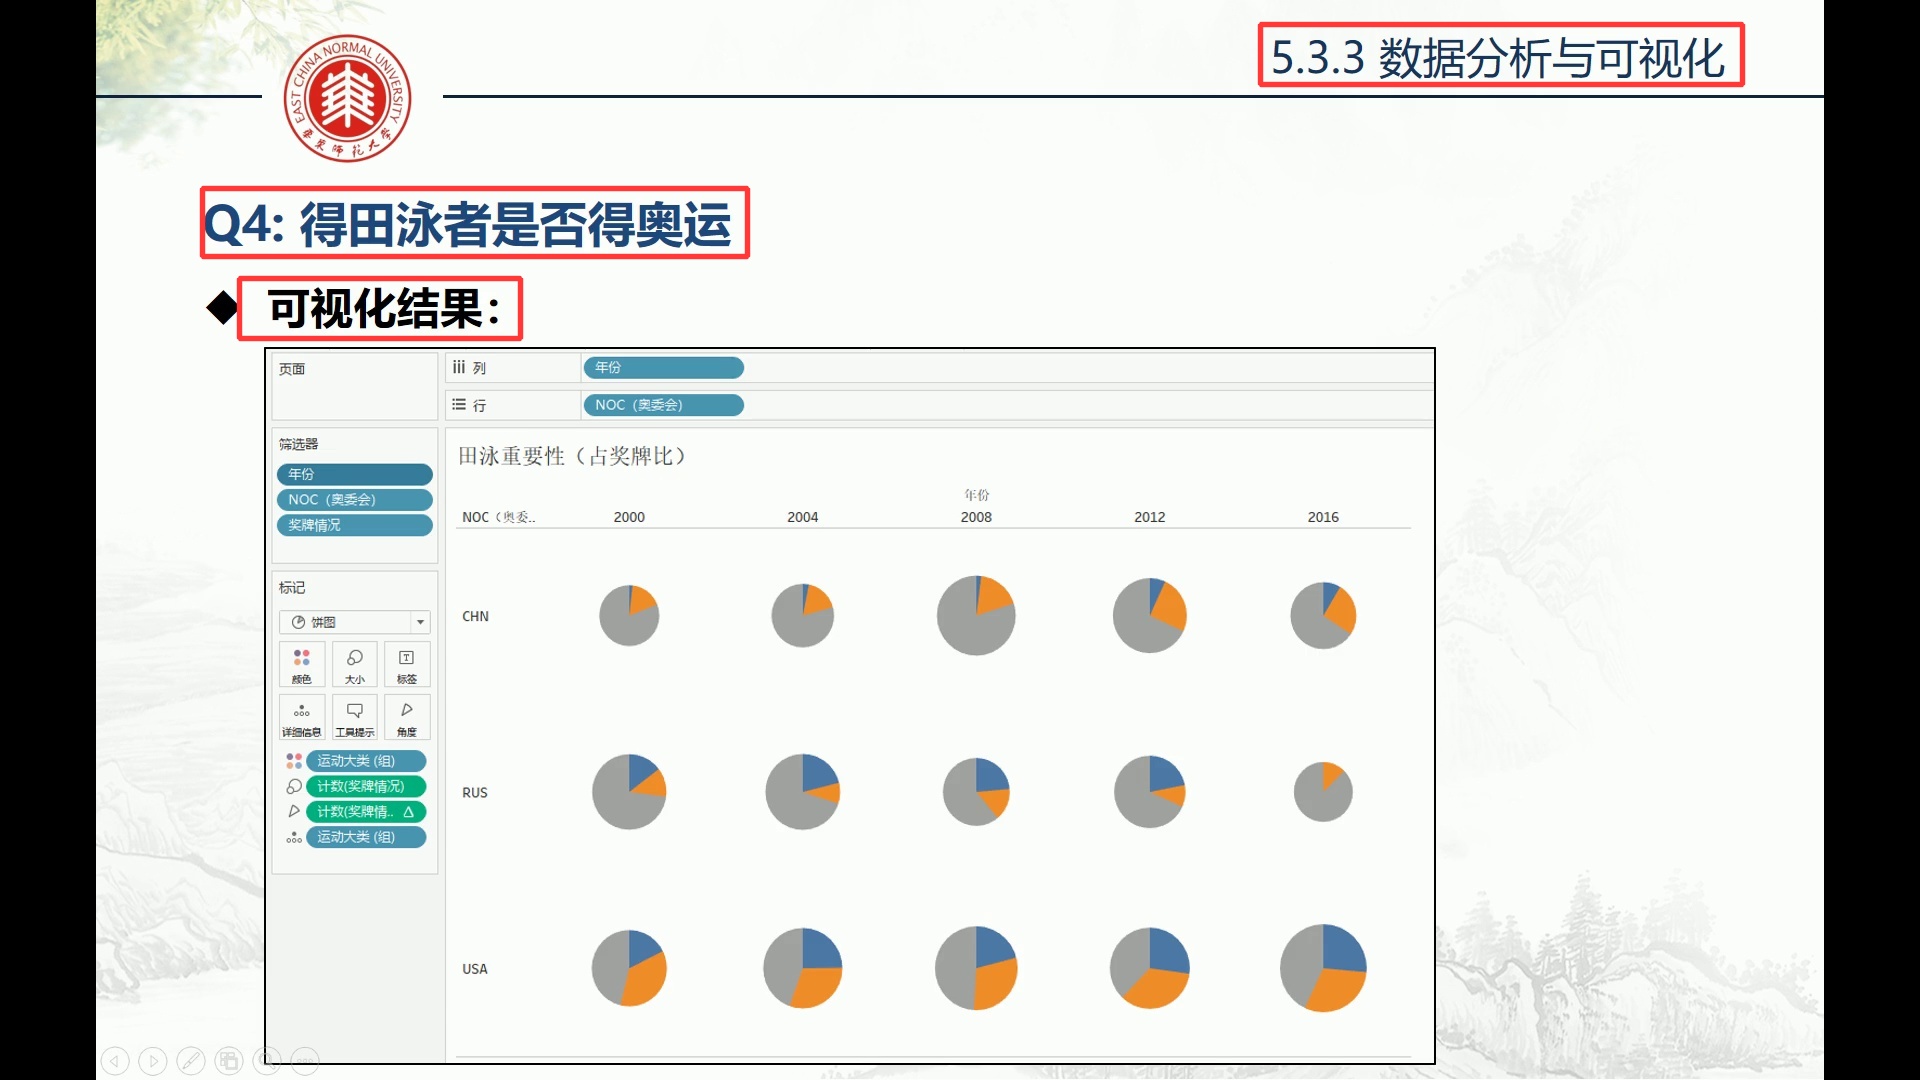 EAST CHINA NORMAL UNIVERSITY
华东师范大学
5.3.3 数据分析与可视化
Q4: 得田泳者是否得奥运
◆ 可视化结果：
页面
列
年份
行
NOC（奥委会）
筛选器
年份
NOC（奥委会）
奖牌情况
标记
饼图
颜色
大小
标签
详细信息
工具提示
角度
运动大类 (组)
计数(奖牌情况)
计数(奖牌情.. Δ
运动大类 (组)
田泳重要性（占奖牌比）
年份
NOC（奥委.. 2000 2004 2008 2012 2016
CHN
RUS
USA